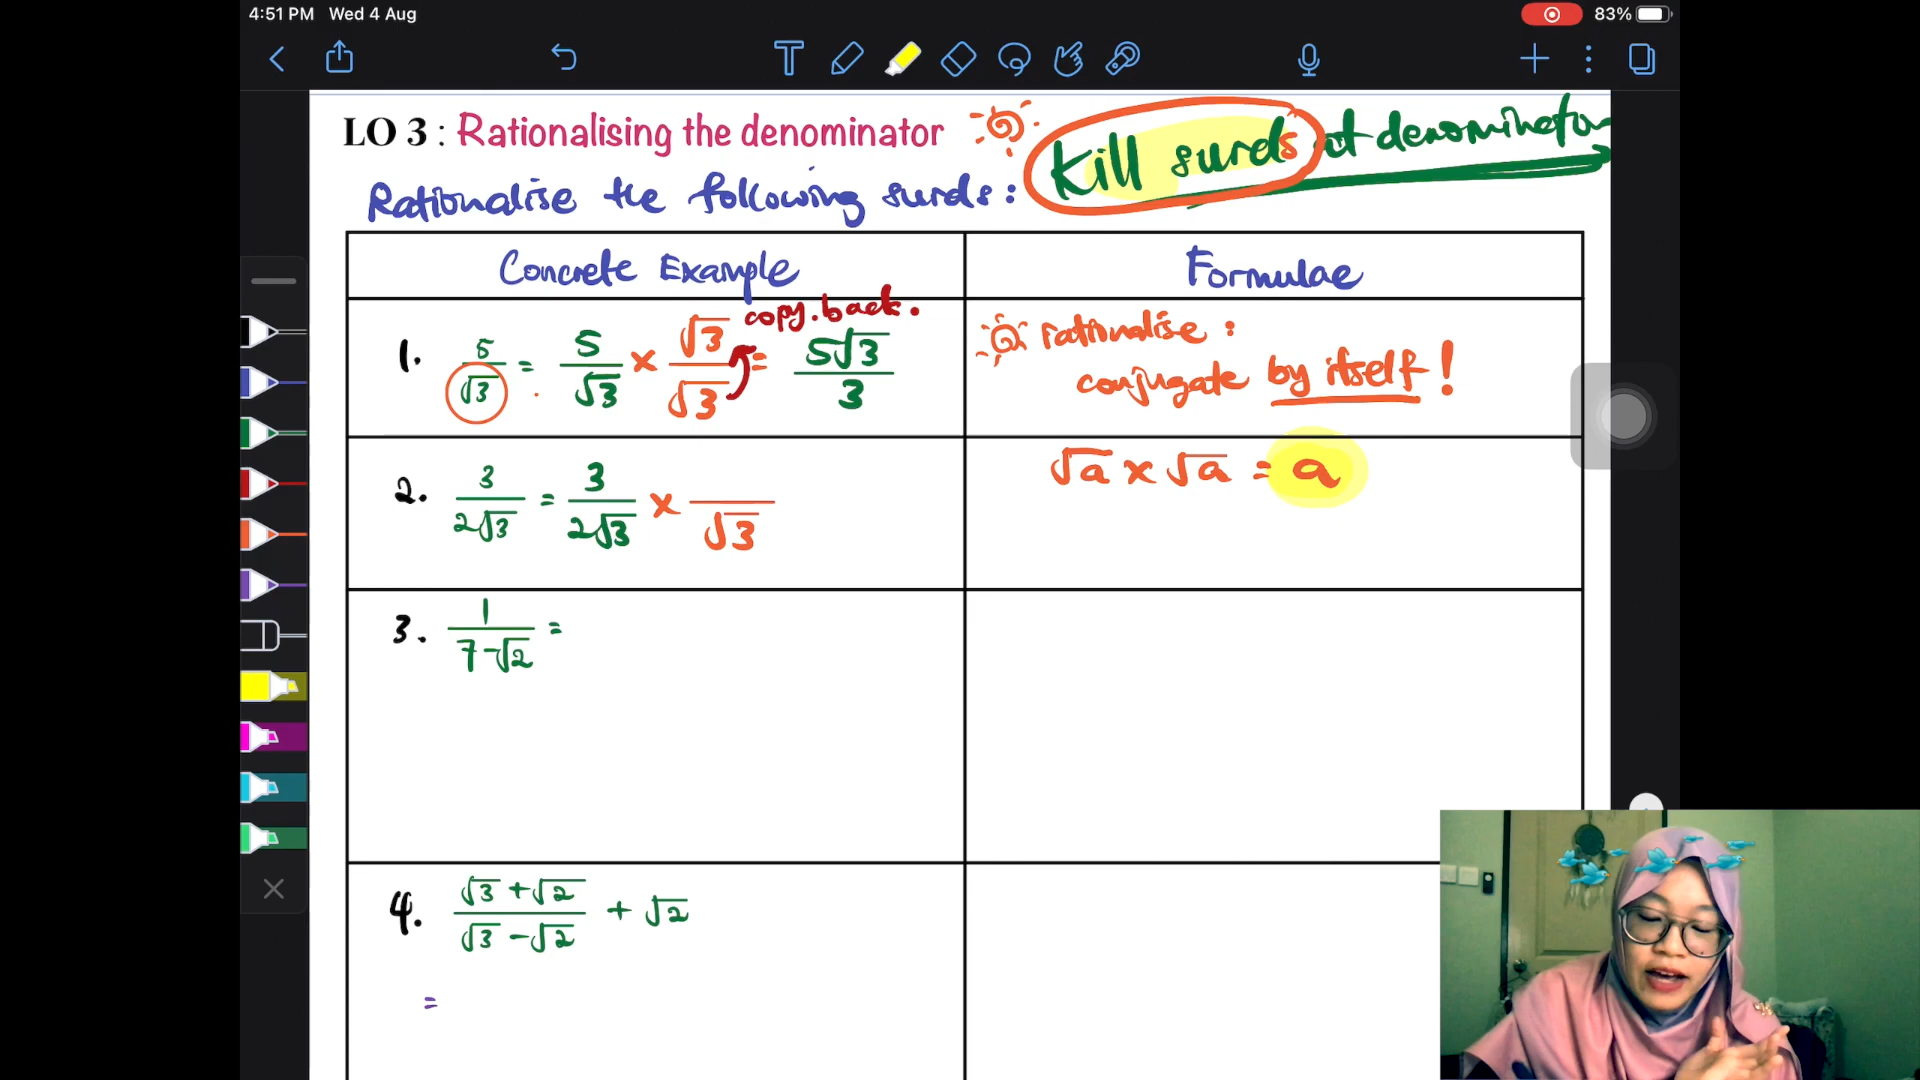 4:51 PM Wed 4 Aug
83%
LO 3 : Rationalising the denominator
Kill surds at denominator
Rationalise the following surds :
Concrete Example
Formulae
copy back.
1. 5/√3 = 5/√3 × √3/√3 = 5√3/3
rationalise :
conjugate by itself !
2. 3/2√3 = 3/2√3 × /√3
√a × √a = a
3. 1/7-√2 =
4. √3 + √2/√3 - √2 + √2
=